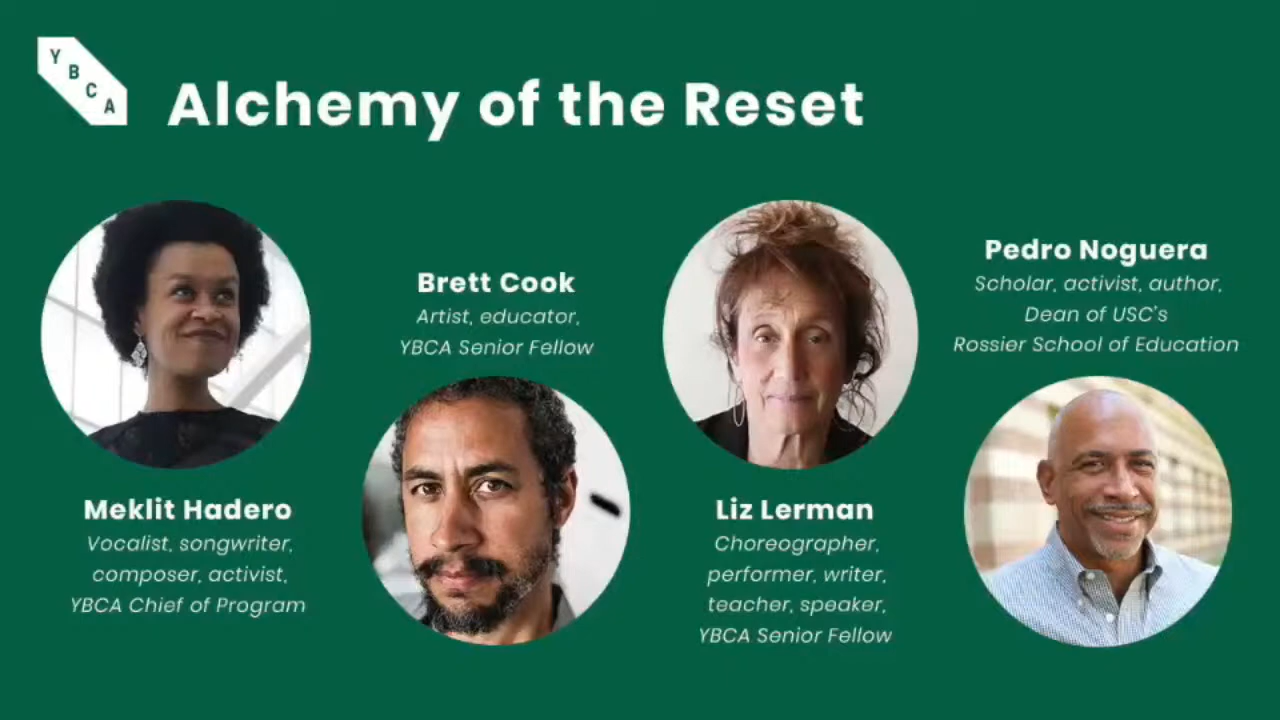 YBCA
Alchemy of the Reset
Meklit Hadero
Vocalist, songwriter,
composer, activist,
YBCA Chief of Program
Brett Cook
Artist, educator,
YBCA Senior Fellow
Liz Lerman
Choreographer,
performer, writer,
teacher, speaker,
YBCA Senior Fellow
Pedro Noguera
Scholar, activist, author,
Dean of USC's
Rossier School of Education